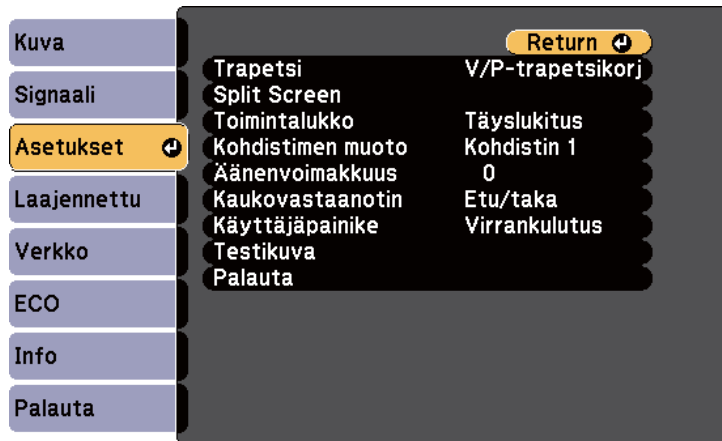 Kuva
Signaali
Asetukset
Laajennettu
Verkko
ECO
Info
Palauta
Return
Trapetsi V/P-trapetsikorj
Split Screen
Toimintalukko Täyslukitus
Kohdistimen muoto Kohdistin 1
Äänenvoimakkuus 0
Kaukovastaanotin Etu/taka
Käyttäjäpainike Virrankulutus
Testikuva
Palauta